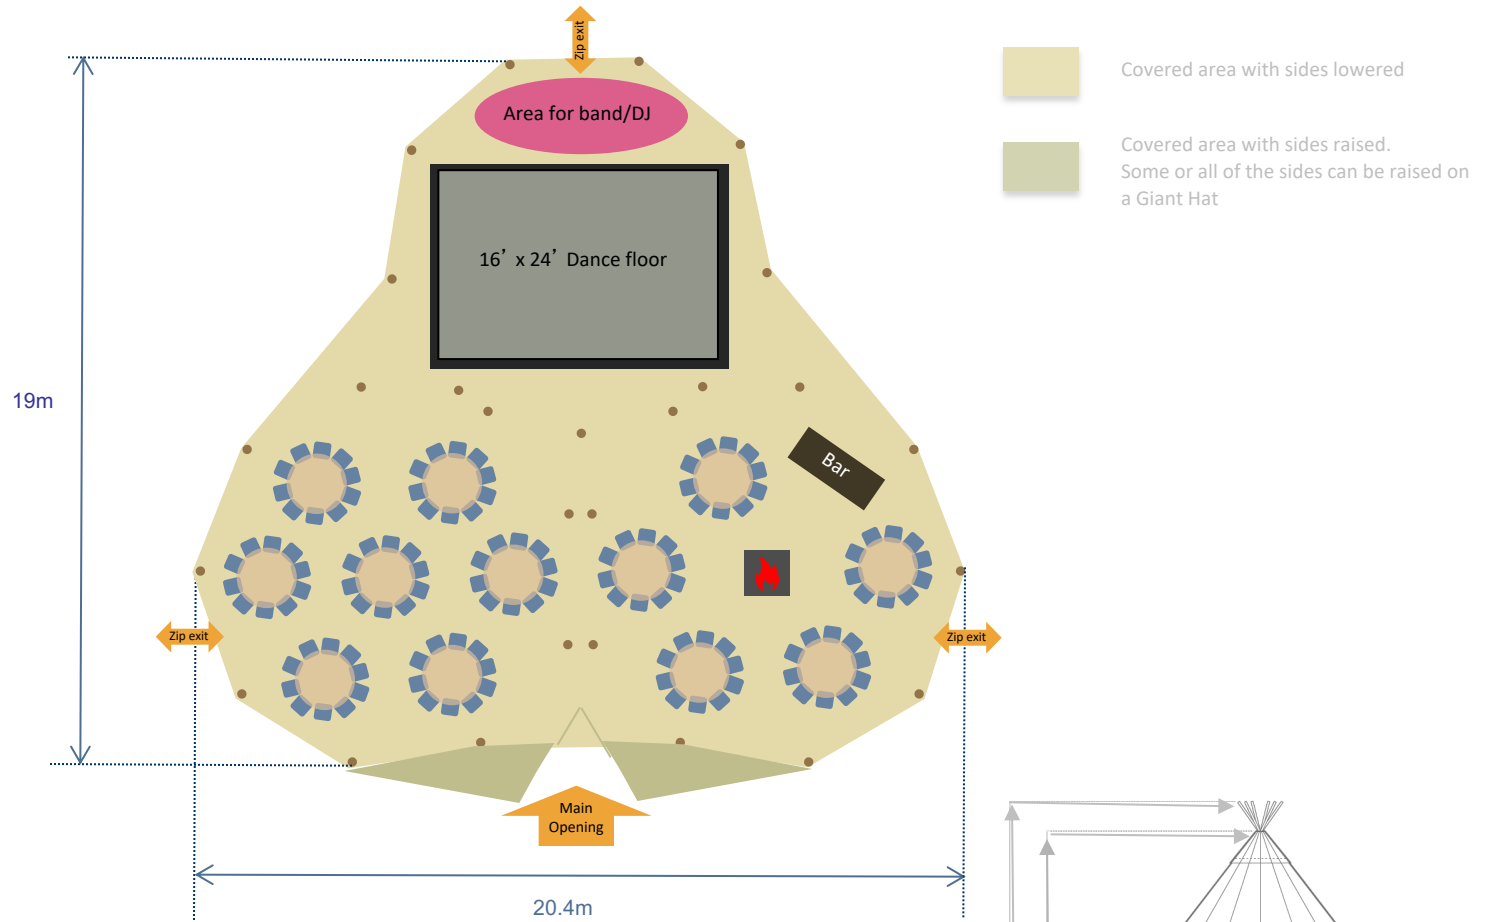 Zip exit
Area for band/DJ
Covered area with sides lowered
Covered area with sides raised.
Some or all of the sides can be raised on
a Giant Hat
16’ x 24’ Dance floor
19m
Bar
Zip exit
Zip exit
Main
Opening
20.4m